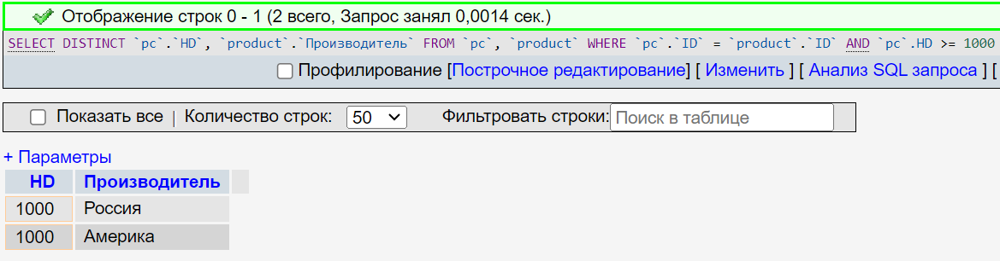 Отображение строк 0 - 1 (2 всего, Запрос занял 0,0014 сек.)
SELECT DISTINCT `pc`.`HD`, `product`.`Производитель` FROM `pc`, `product` WHERE `pc`.`ID` = `product`.`ID` AND `pc`.HD >= 1000
Профилирование [Построчное редактирование] [ Изменить ] [ Анализ SQL запроса ] [
Показать все | Количество строк: 50 Фильтровать строки: Поиск в таблице
+ Параметры
HD Производитель
1000 Россия
1000 Америка